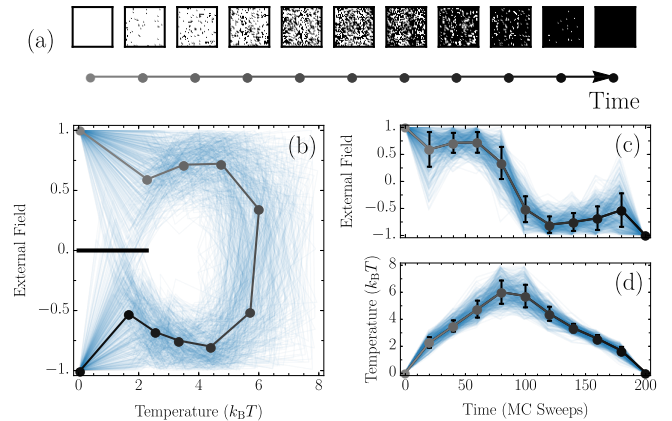 (a)
Time
(b)
1.
0.5
0.
−0.5
−1.
External Field
0 2 4 6 8
Temperature (kBT)
(c)
1.
0.5
0.
−0.5
−1.
External Field
(d)
8
6
4
2
0
Temperature (kBT)
0 50 100 150 200
Time (MC Sweeps)